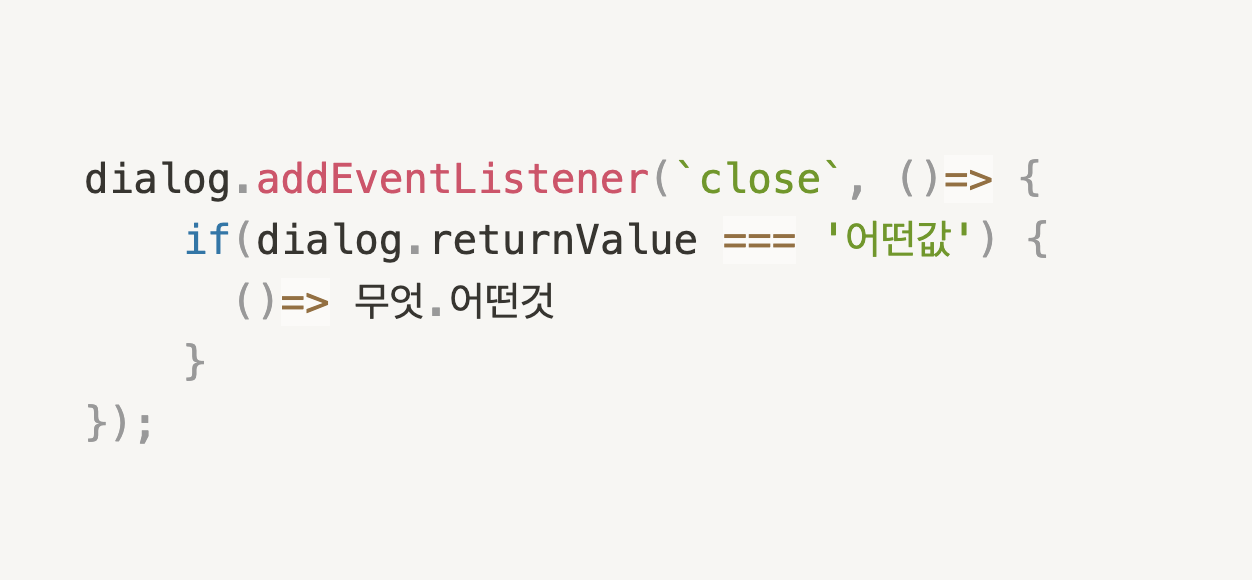 dialog.addEventListener(`close`, ()=> {
    if(dialog.returnValue === '어떤값') {
      ()=> 무엇.어떤것
    }
});